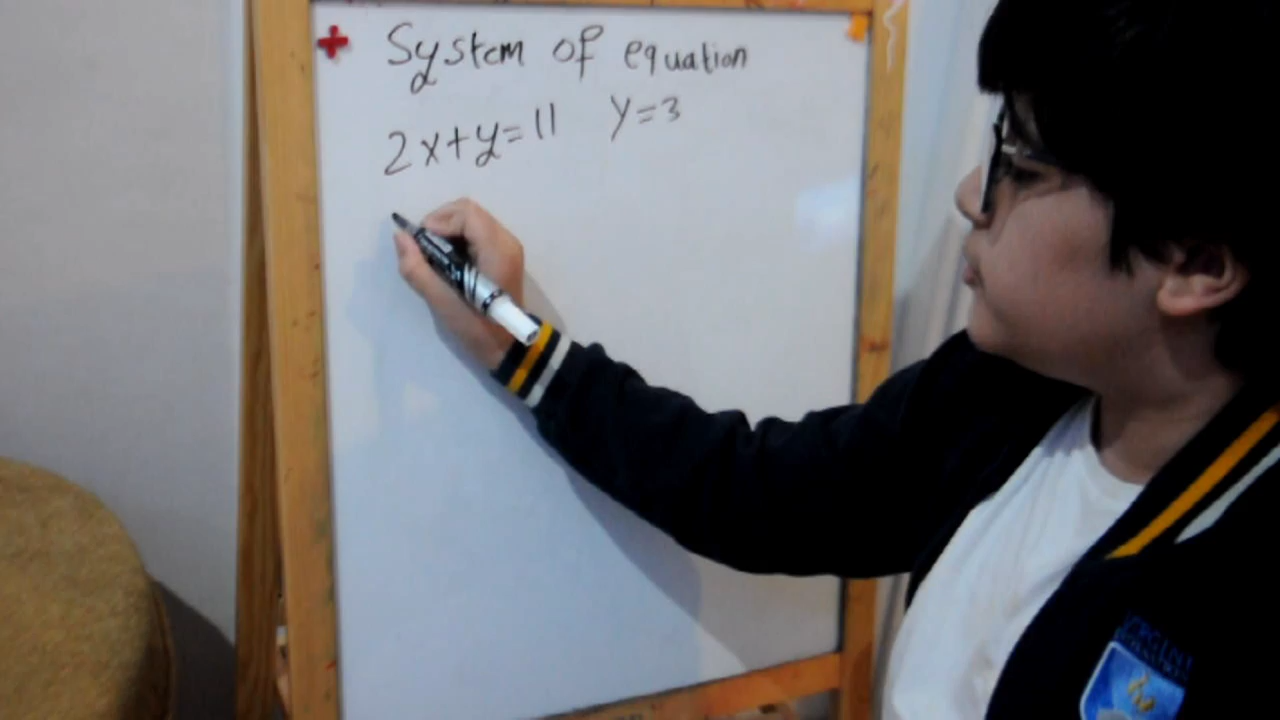 System of equation
2x+y=11 y=3